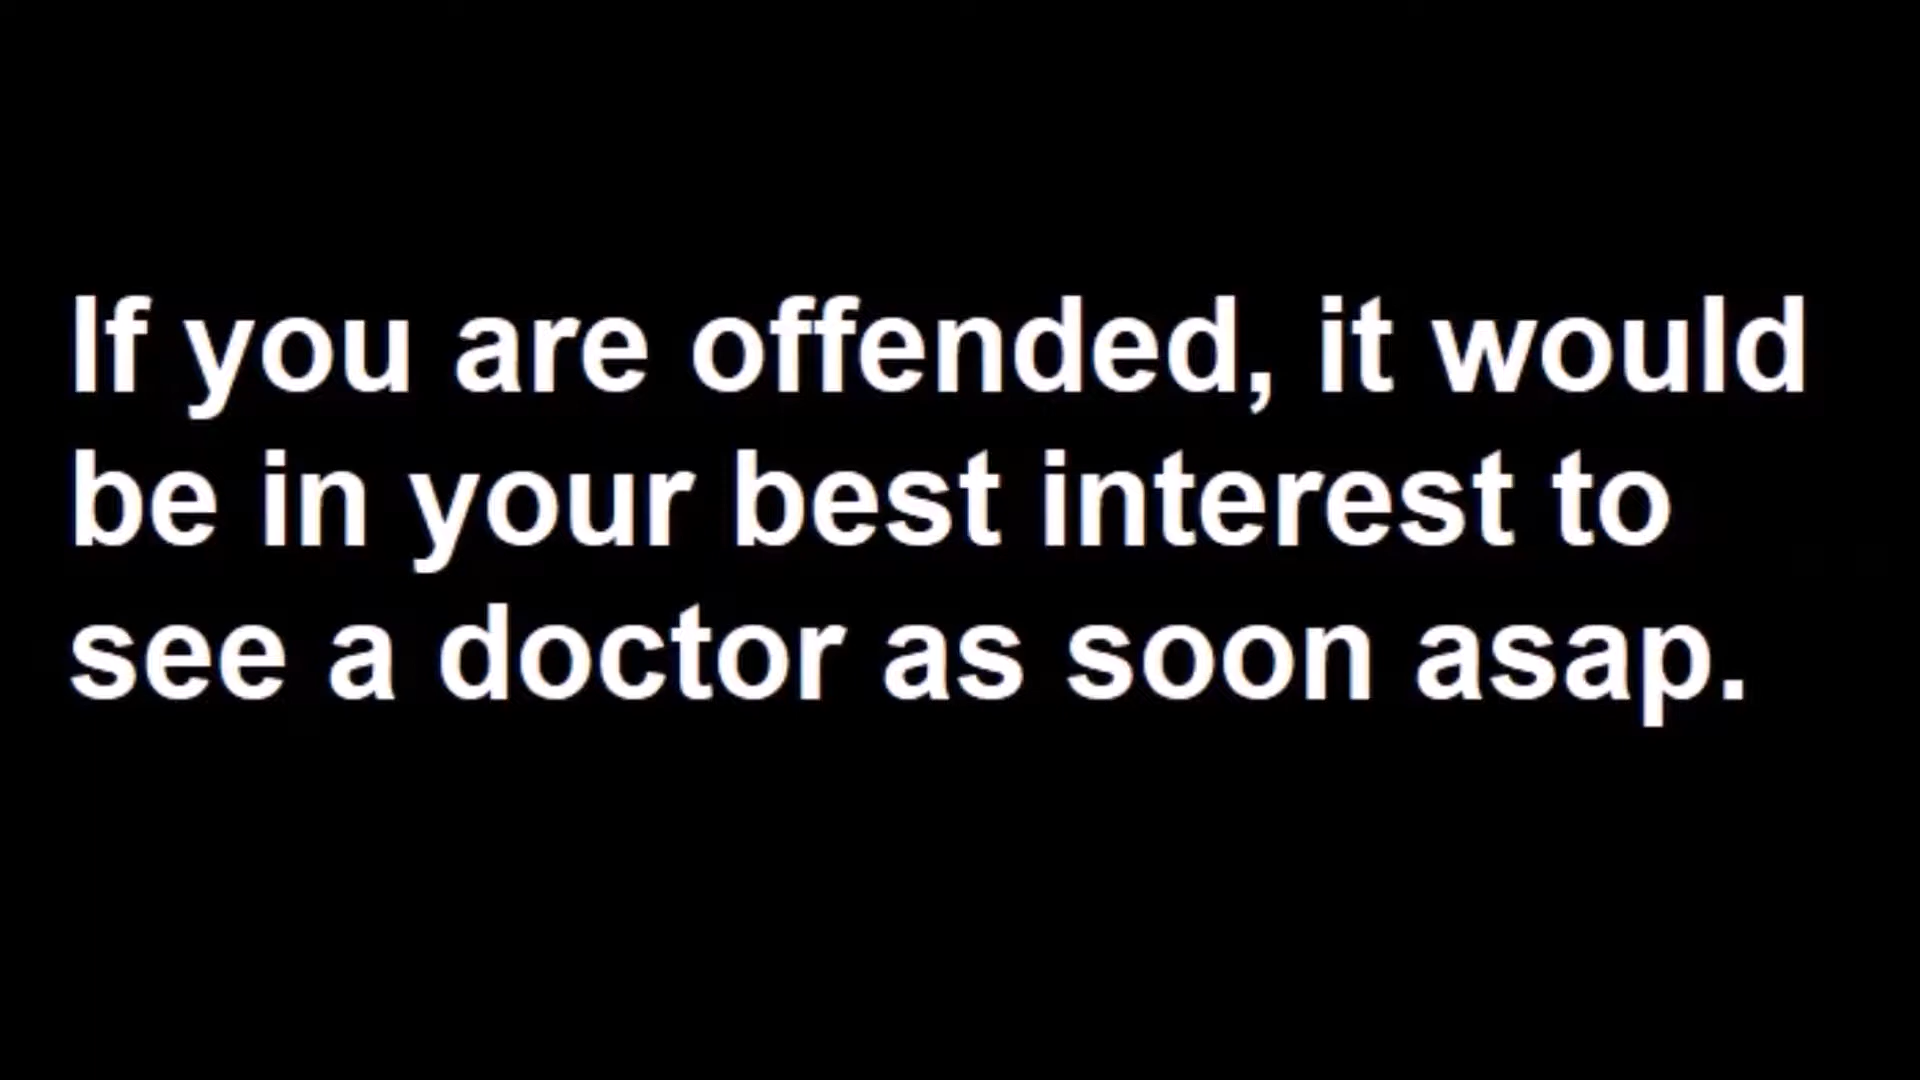 If you are offended, it would
be in your best interest to
see a doctor as soon asap.